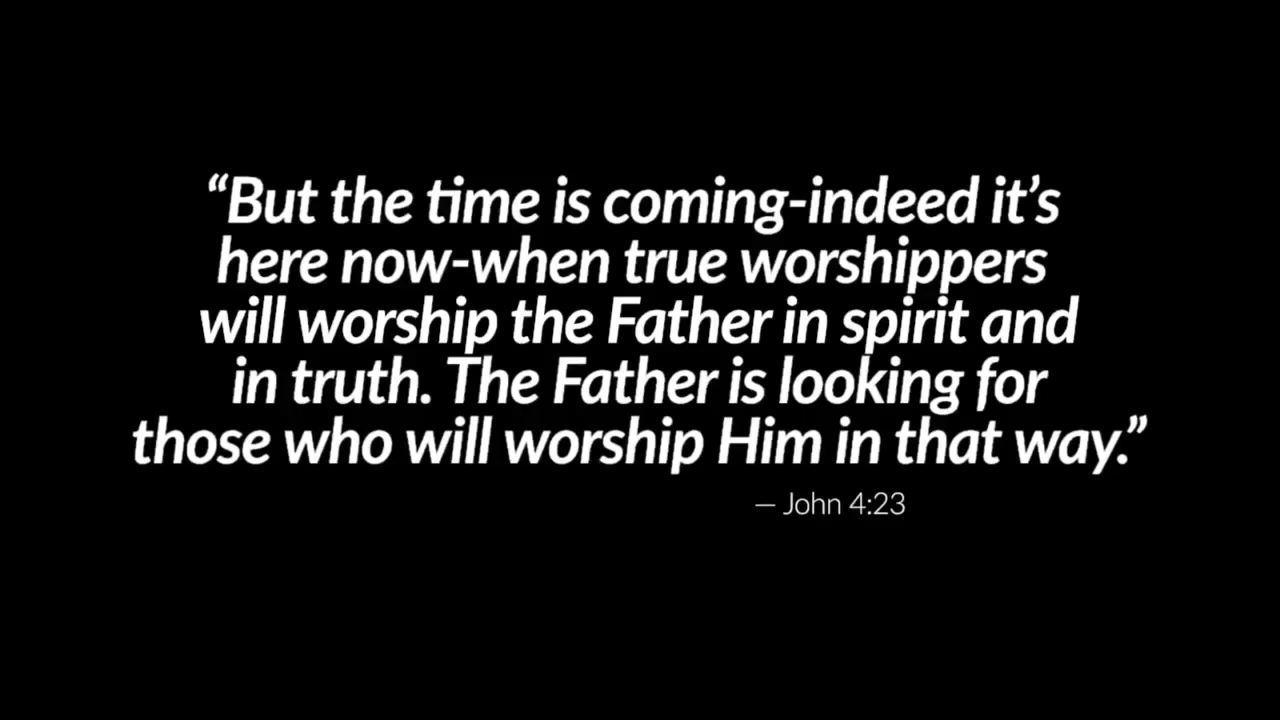 “But the time is coming-indeed it’s
here now-when true worshippers
will worship the Father in spirit and
in truth. The Father is looking for
those who will worship Him in that way.”
— John 4:23